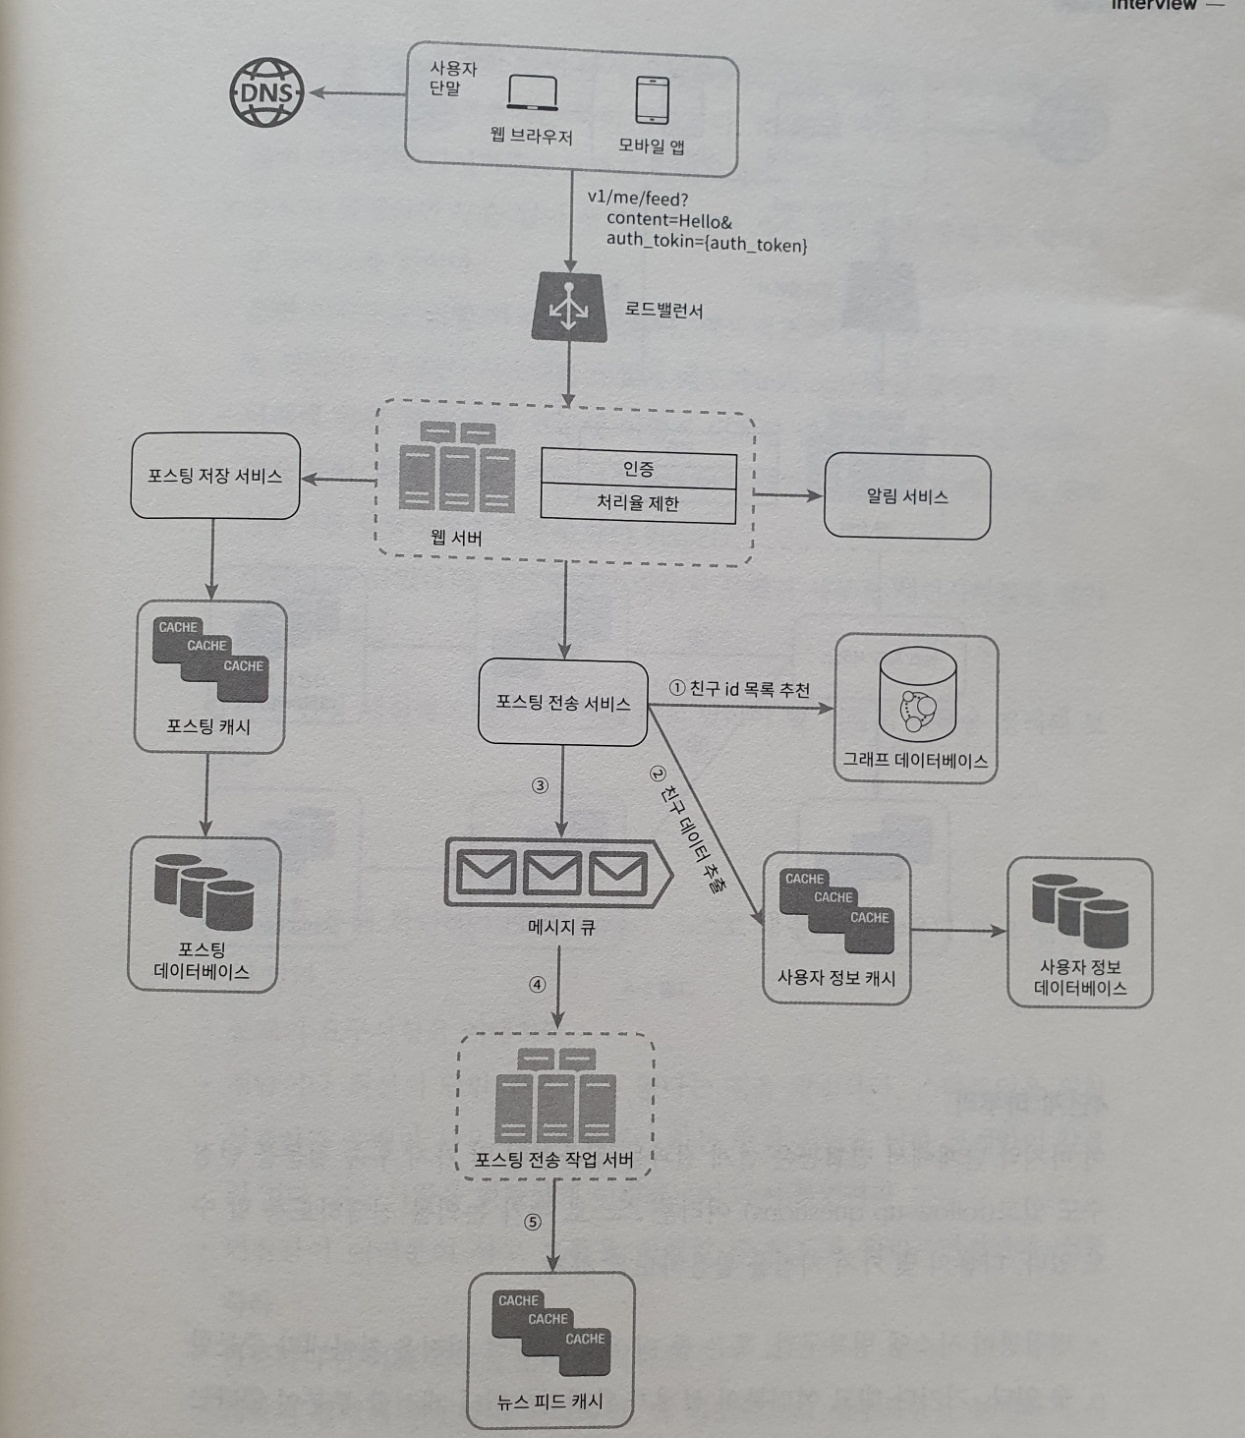 Interview
DNS
사용자
단말
웹 브라우저
모바일 앱
v1/me/feed?
content=Hello&
auth_tokin={auth_token}
로드밸런서
포스팅 저장 서비스
인증
처리율 제한
웹 서버
알림 서비스
CACHE
CACHE
CACHE
포스팅 캐시
포스팅 전송 서비스
① 친구 id 목록 추천
그래프 데이터베이스
② 친구 데이터 추출
③
메시지 큐
포스팅
데이터베이스
CACHE
CACHE
CACHE
사용자 정보 캐시
사용자 정보
데이터베이스
④
포스팅 전송 작업 서버
⑤
CACHE
CACHE
CACHE
뉴스 피드 캐시